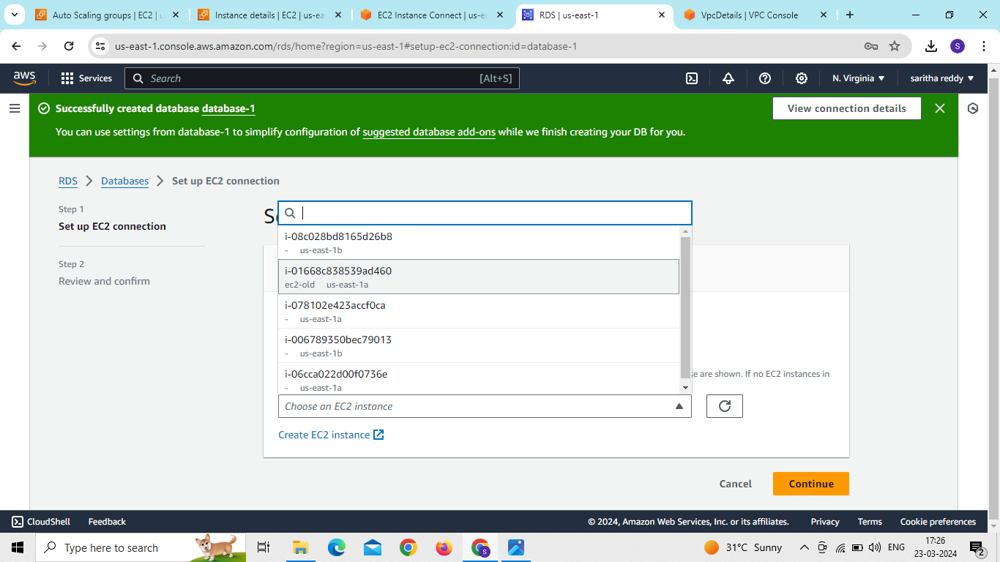 Auto Scaling groups | EC2 | u
Instance details | EC2 | us-ea
EC2 Instance Connect | us-e
RDS | us-east-1
VpcDetails | VPC Console
us-east-1.console.aws.amazon.com/rds/home?region=us-east-1#setup-ec2-connection:id=database-1
S
aws
Services
Search
[Alt+S]
N. Virginia
saritha reddy
Successfully created database database-1
View connection details
You can use settings from database-1 to simplify configuration of suggested database add-ons while we finish creating your DB for you.
RDS
Databases
Set up EC2 connection
Step 1
Set up EC2 connection
Step 2
Review and confirm
i-08c028bd8165d26b8
- us-east-1b
i-01668c838539ad460
ec2-old us-east-1a
i-078102e423accf0ca
- us-east-1a
i-006789350bec79013
- us-east-1b
i-06cca022d00f0736e
- us-east-1a
se are shown. If no EC2 instances in
Choose an EC2 instance
Create EC2 instance
Cancel
Continue
CloudShell
Feedback
© 2024, Amazon Web Services, Inc. or its affiliates.
Privacy
Terms
Cookie preferences
Type here to search
31°C Sunny
ENG
17:26
23-03-2024
2